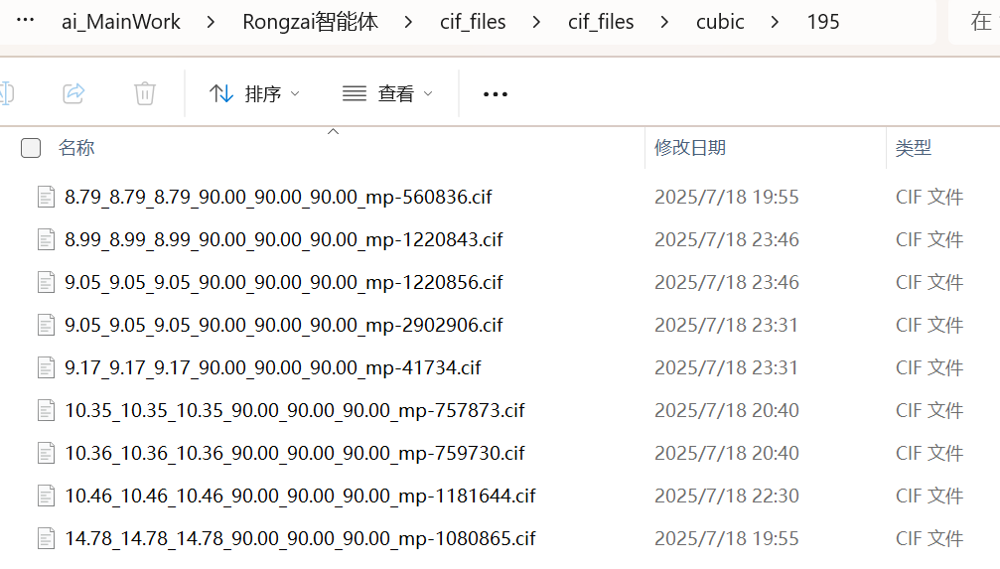 … ai_MainWork > Rongzai智能体 > cif_files > cif_files > cubic > 195 在
排序 查看 •••
名称 修改日期 类型
8.79_8.79_8.79_90.00_90.00_90.00_mp-560836.cif 2025/7/18 19:55 CIF 文件
8.99_8.99_8.99_90.00_90.00_90.00_mp-1220843.cif 2025/7/18 23:46 CIF 文件
9.05_9.05_9.05_90.00_90.00_90.00_mp-1220856.cif 2025/7/18 23:46 CIF 文件
9.05_9.05_9.05_90.00_90.00_90.00_mp-2902906.cif 2025/7/18 23:31 CIF 文件
9.17_9.17_9.17_90.00_90.00_90.00_mp-41734.cif 2025/7/18 23:31 CIF 文件
10.35_10.35_10.35_90.00_90.00_90.00_mp-757873.cif 2025/7/18 20:40 CIF 文件
10.36_10.36_10.36_90.00_90.00_90.00_mp-759730.cif 2025/7/18 20:40 CIF 文件
10.46_10.46_10.46_90.00_90.00_90.00_mp-1181644.cif 2025/7/18 22:30 CIF 文件
14.78_14.78_14.78_90.00_90.00_90.00_mp-1080865.cif 2025/7/18 19:55 CIF 文件